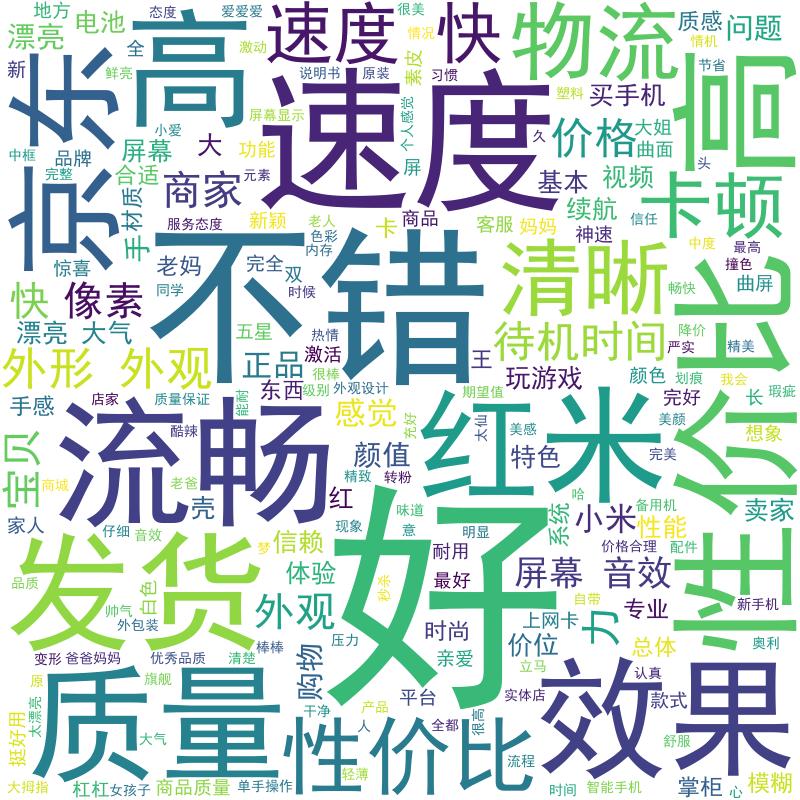 地方
态度
爱爱爱
很美
漂亮
电池
激动
速度
快
情况
物流
质感
情机
问题
新
全
高
说明书
原装
素皮
习惯
节省
鲜亮
屏幕显示
塑料
买手机
京东
小爱
个人感觉
高
中框
品牌
屏幕
大
功能
速度
久
价格
大姐
曲面
完整
合适
元素
屏
基本
视频
头
手
材质
商家
服务态度
新颖
老人
卡
商品
客服
妈妈
续航
信任
卡顿
神速
惊喜
老妈
完全
双
色彩
内存
不错
清晰
中度
最高
撞色
同学
时候
畅快
曲屏
快
像素
性价比
漂亮
大气
五星
热情
激活
王
待机时间
降价
严实
精美
外形
外观
正品
很棒
级别
外观设计
玩游戏
颜色
划痕
我会
东西
期望值
完好
长
瑕疵
手感
店家
质量保证
能耐
感觉
充好
太仙
美感
红米
美颜
想象
酷辣
流畅
颜值
特色
完美
宝贝
商城
老爸
精致
转粉
哈
备用机
壳
红
味道
系统
小米
性能
卖家
家人
仔细
音效
梦
信赖
现象
意
明显
耐用
价格合理
配件
发货
好
品质
白色
体验
秒杀
最好
屏幕
音效
自带
帅气
外包装
外观
时尚
上网卡
力
专业
新手机
变形
爸爸妈妈
优秀品质
清楚
棒棒
压力
亲爱
价位
总体
奥利
立马
认真
原
旗舰
购物
平台
实体店
效果
款式
太漂亮
质量
干净
产品
很高
挺好用
大气
性价比
人
全都
流程
舒服
轻薄
大拇指
杠杠
女孩子
商品质量
单手操作
时间
智能手机
掌柜
心
模糊